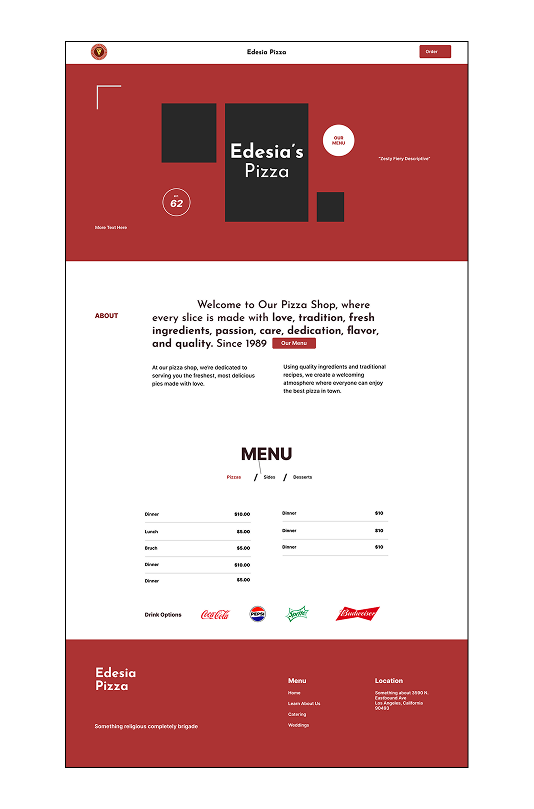 Edesia Pizza
Order
Edesia's
Pizza
OUR
MENU
"Zesty Fiery Descriptive"
62
More Text Here
ABOUT
Welcome to Our Pizza Shop, where
every slice is made with love, tradition, fresh
ingredients, passion, care, dedication, flavor,
and quality. Since 1989
Our Menu
At our pizza shop, we're dedicated to
serving you the freshest, most delicious
pies made with love.
Using quality ingredients and traditional
recipes, we create a welcoming
atmosphere where everyone can enjoy
the best pizza in town.
MENU
Pizzas / Sides / Desserts
Dinner $10.00
Lunch $5.00
Bruch $5.00
Dinner $10.00
Dinner $5.00
Dinner $10
Dinner $10
Dinner $10
Drink Options
Coca-Cola
PEPSI
Sprite
Budweiser
Edesia
Pizza
Something religious completely brigade
Menu
Home
Learn About Us
Catering
Weddings
Location
Something about 3590 N.
Eastbound Ave
Los Angeles, California
90493